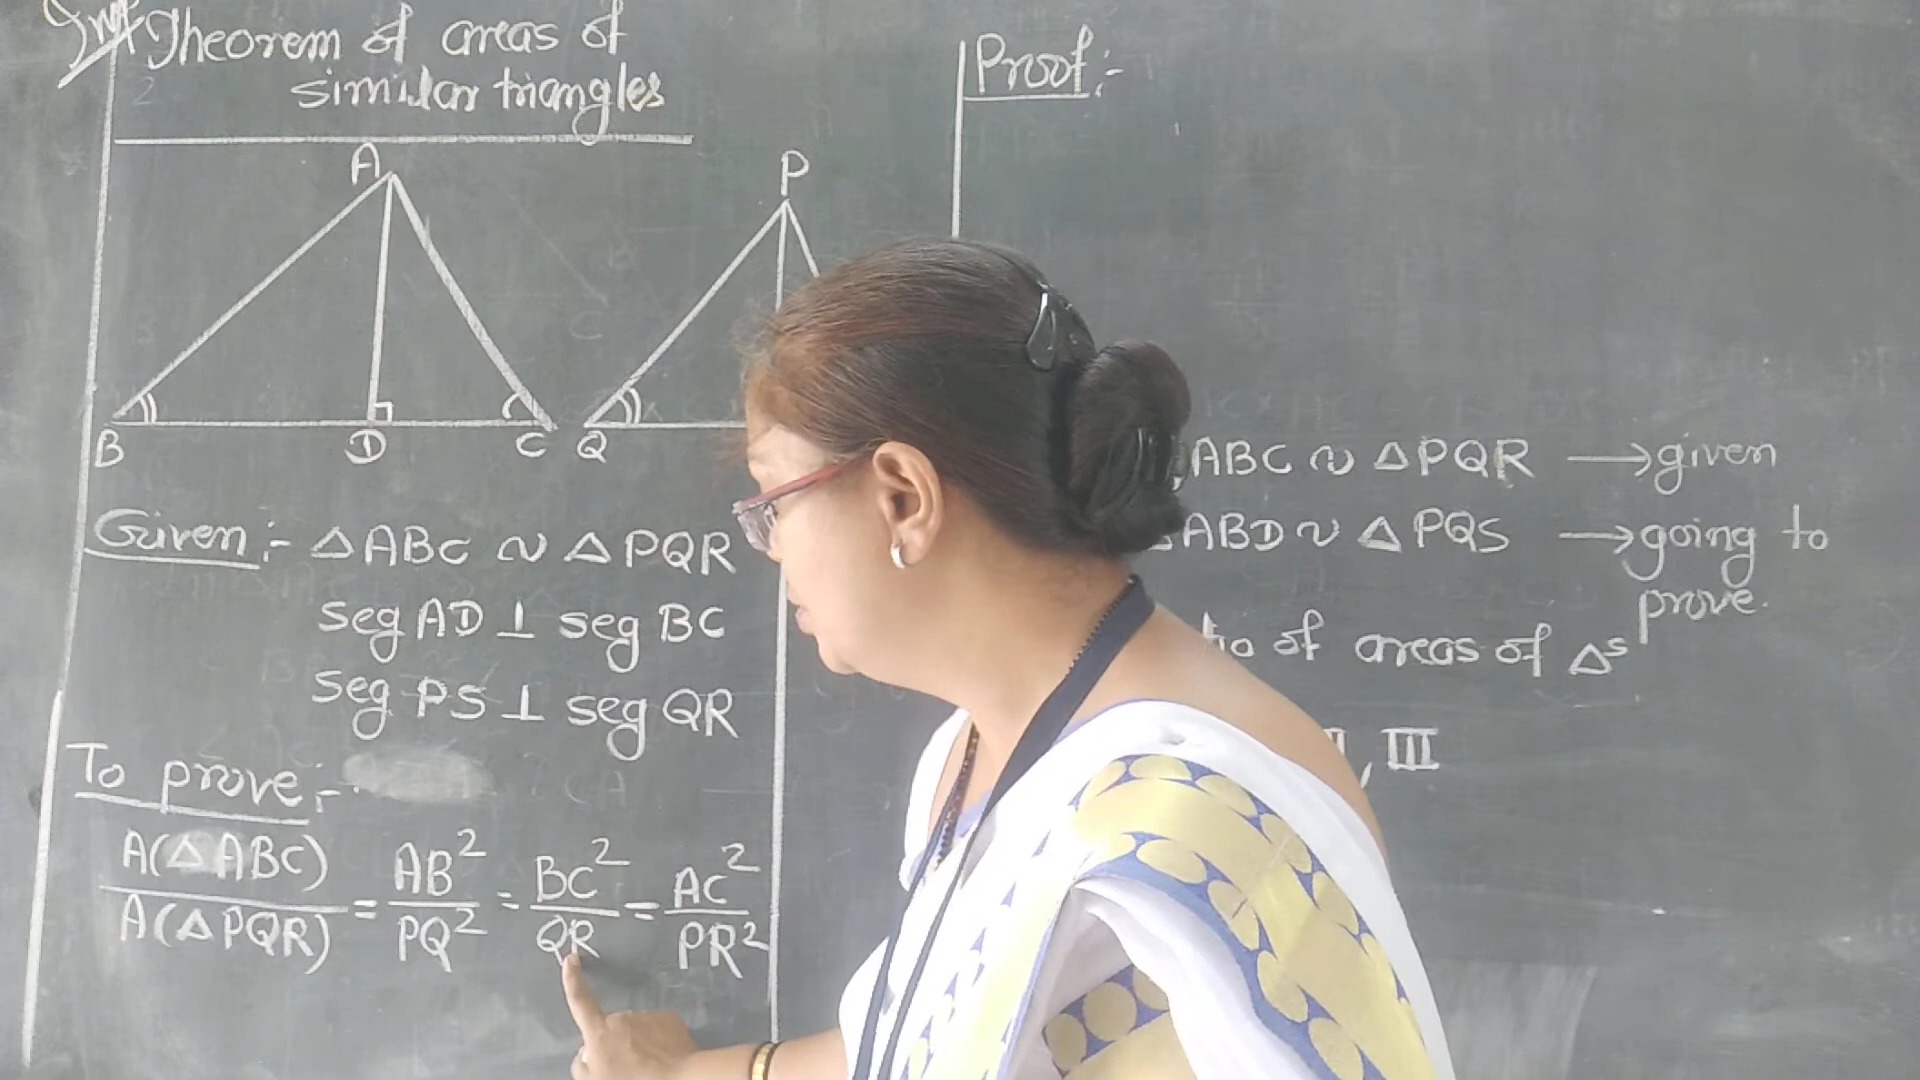 Imp Theorem of areas of
similar triangles
A
B D C
P
Q
Given:- △ABC ~ △PQR
seg AD ⊥ seg BC
seg PS ⊥ seg QR
To prove:-
A(△ABC)/A(△PQR) = AB²/PQ² = BC²/QR = AC²/PR²
Proof:-
ABC ~ △PQR → given
△ABD ~ △PQS → going to
prove.
of areas of △s
, III